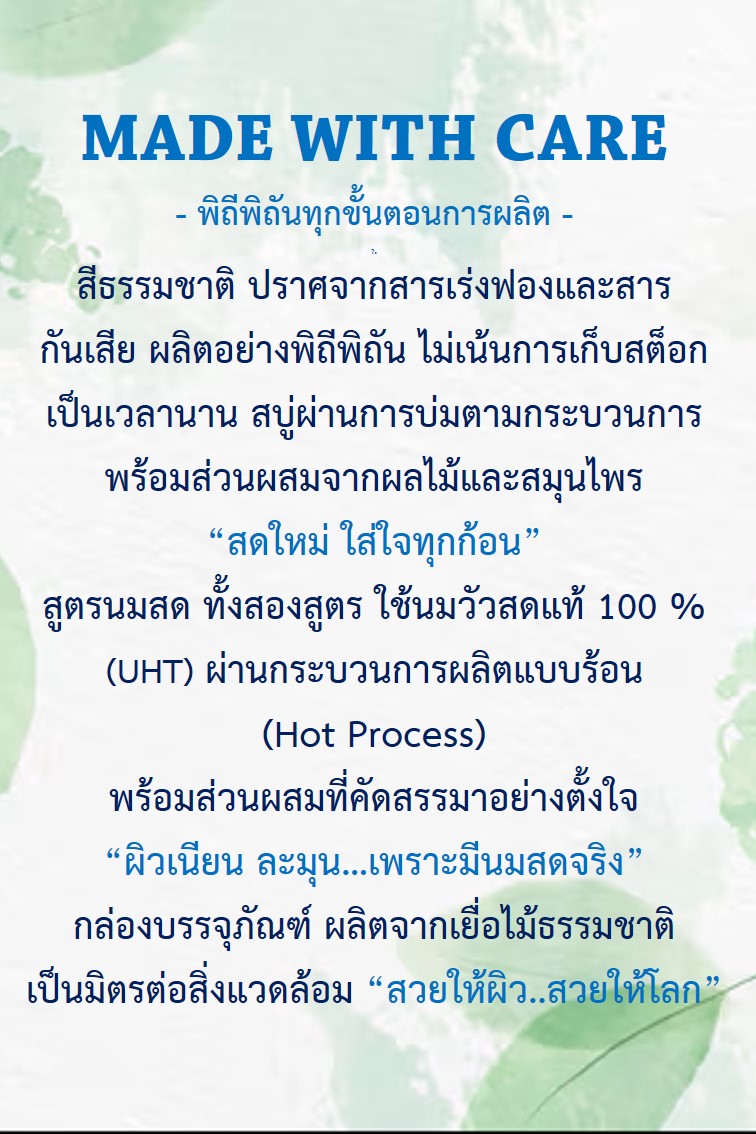 MADE WITH CARE
- พิถีพิถันทุกขั้นตอนการผลิต -
สีธรรมชาติ ปราศจากสารเร่งฟองและสาร
กันเสีย ผลิตอย่างพิถีพิถัน ไม่เน้นการเก็บสต็อก
เป็นเวลานาน สบู่ผ่านการบ่มตามกระบวนการ
พร้อมส่วนผสมจากผลไม้และสมุนไพร
“สดใหม่ ใส่ใจทุกก้อน”
สูตรนมสด ทั้งสองสูตร ใช้นมวัวสดแท้ 100 %
(UHT) ผ่านกระบวนการผลิตแบบร้อน
(Hot Process)
พร้อมส่วนผสมที่คัดสรรมาอย่างตั้งใจ
“ผิวเนียน ละมุน...เพราะมีนมสดจริง”
กล่องบรรจุภัณฑ์ ผลิตจากเยื่อไม้ธรรมชาติ
เป็นมิตรต่อสิ่งแวดล้อม “สวยให้ผิว..สวยให้โลก”